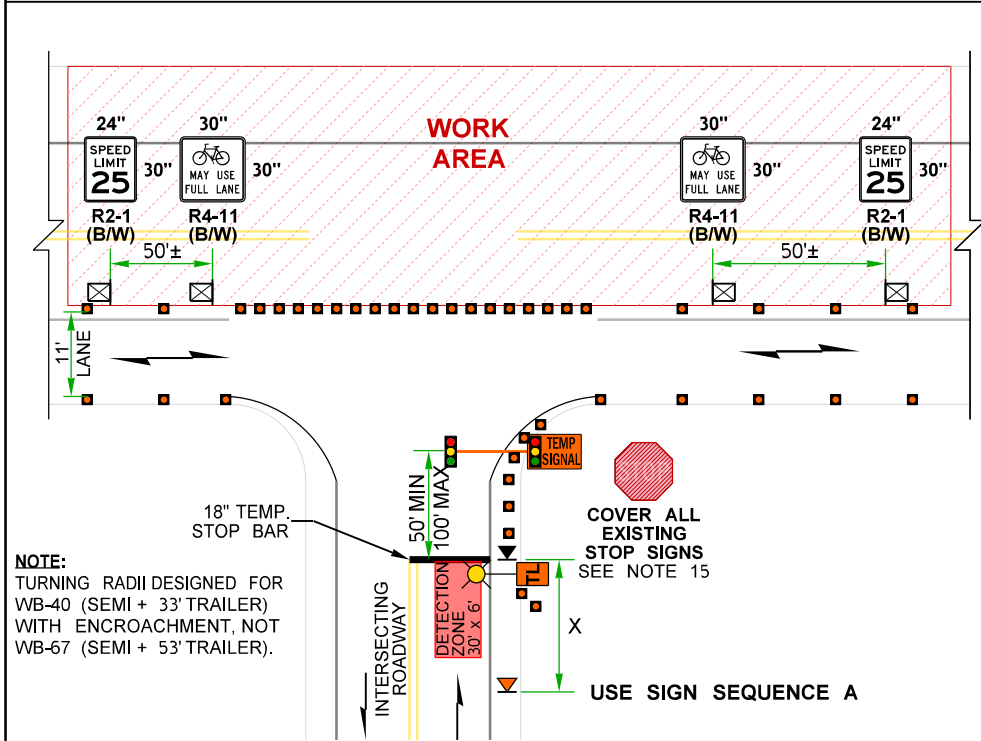 WORK
AREA
24"
SPEED
LIMIT
25
30"
R2-1
(B/W)
30"
MAY USE
FULL LANE
30"
R4-11
(B/W)
50'±
30"
MAY USE
FULL LANE
30"
R4-11
(B/W)
24"
SPEED
LIMIT
25
30"
R2-1
(B/W)
50'±
11'
LANE
TEMP
SIGNAL
50' MIN
100' MAX
STOP
COVER ALL
EXISTING
STOP SIGNS
SEE NOTE 15
18" TEMP.
STOP BAR
NOTE:
TURNING RADII DESIGNED FOR
WB-40 (SEMI + 33' TRAILER)
WITH ENCROACHMENT, NOT
WB-67 (SEMI + 53' TRAILER).
INTERSECTING
ROADWAY
DETECTION
ZONE
30' x 6'
TL
X
USE SIGN SEQUENCE A